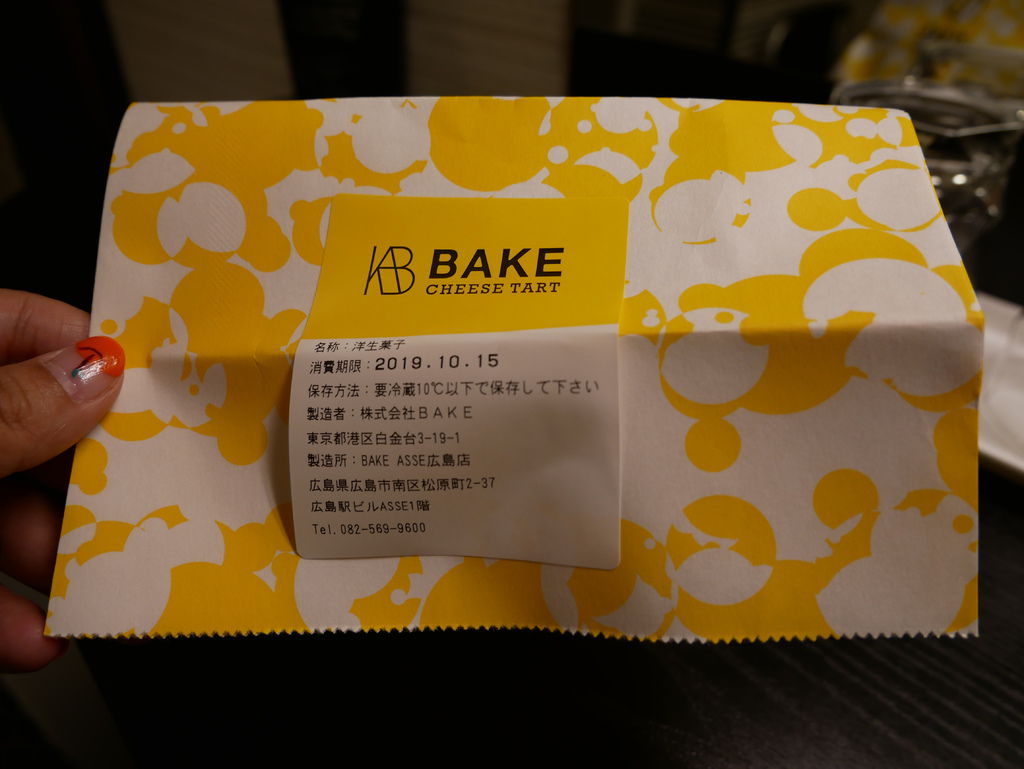 BAKE
CHEESE TART
名称：洋生菓子
消費期限：2019.10.15
保存方法：要冷蔵10℃以下で保存して下さい
製造者：株式会社BAKE
東京都港区白金台3-19-1
製造所：BAKE ASSE広島店
広島県広島市南区松原町2-37
広島駅ビルASSE1階
Tel.082-569-9600